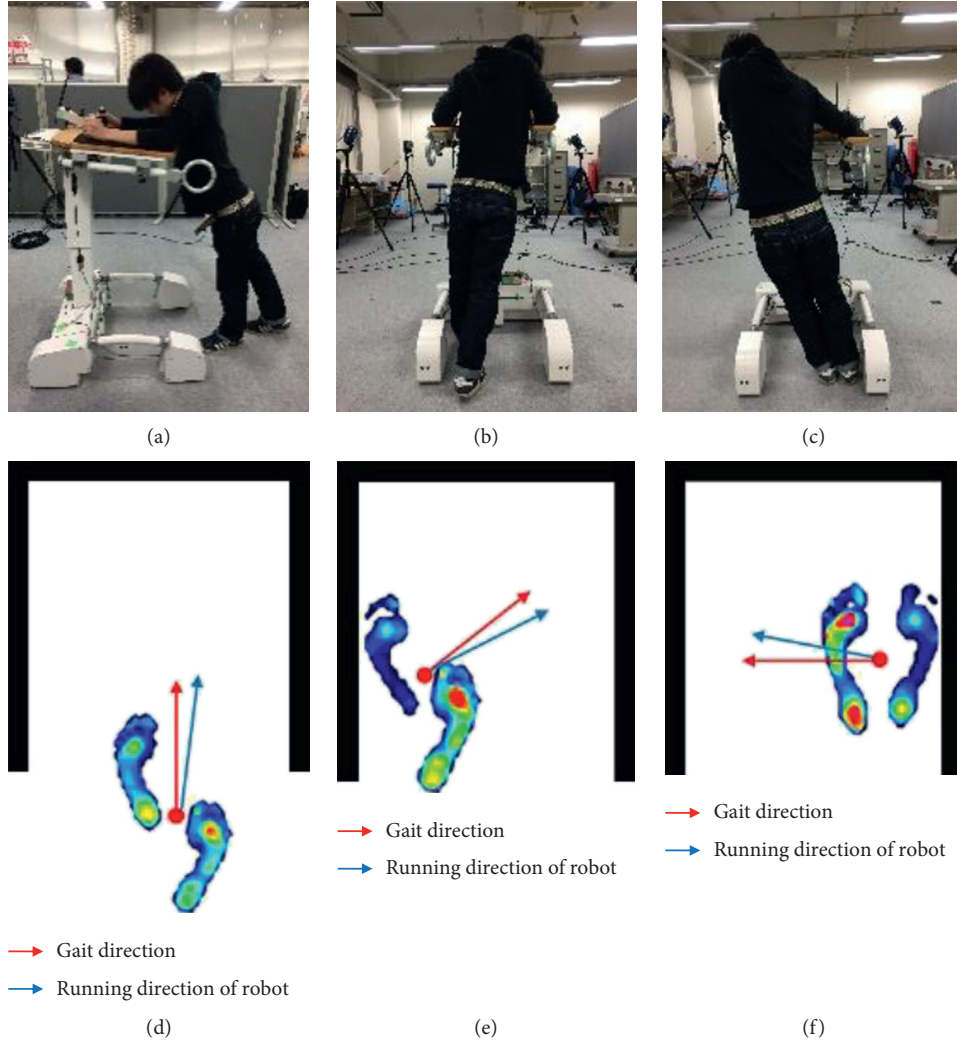 (a)
(b)
(c)
Gait direction
Running direction of robot
(d)
Gait direction
Running direction of robot
(e)
Gait direction
Running direction of robot
(f)